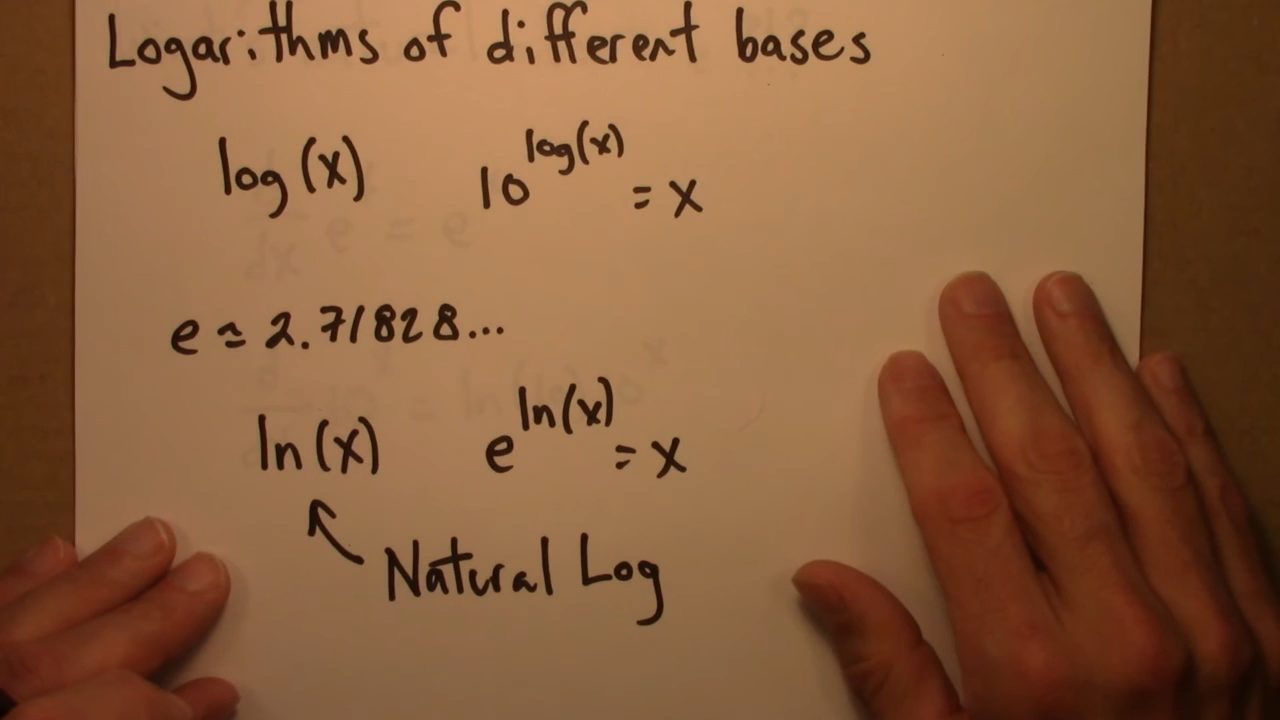 Logarithms of different bases
log(x) 10^log(x) = x
e ≈ 2.71828...
ln(x) e^ln(x) = x
Natural Log